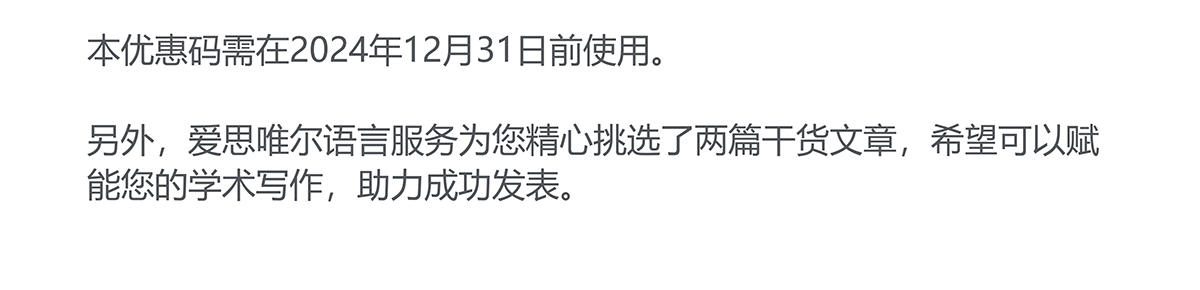 本优惠码需在2024年12月31日前使用。
另外，爱思唯尔语言服务为您精心挑选了两篇干货文章，希望可以赋
能您的学术写作，助力成功发表。